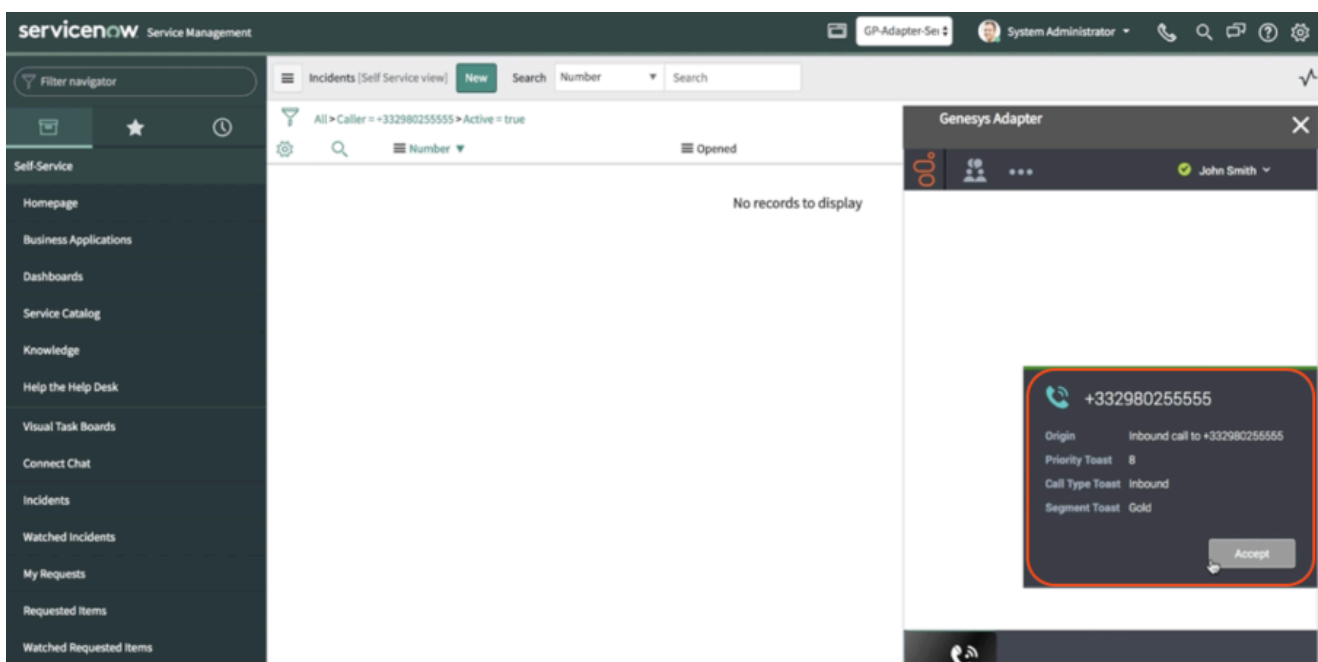 servicenow Service Management
GP-Adapter-Sei
System Administrator
Filter navigator
Incidents [Self Service view] New Search Number Search
All > Caller = +332980255555 > Active = true
Number Opened
No records to display
Self-Service
Homepage
Business Applications
Dashboards
Service Catalog
Knowledge
Help the Help Desk
Visual Task Boards
Connect Chat
Incidents
Watched Incidents
My Requests
Requested Items
Watched Requested Items
Genesys Adapter
John Smith
+332980255555
Origin Inbound call to +332980255555
Priority Toast 8
Call Type Toast Inbound
Segment Toast Gold
Accept